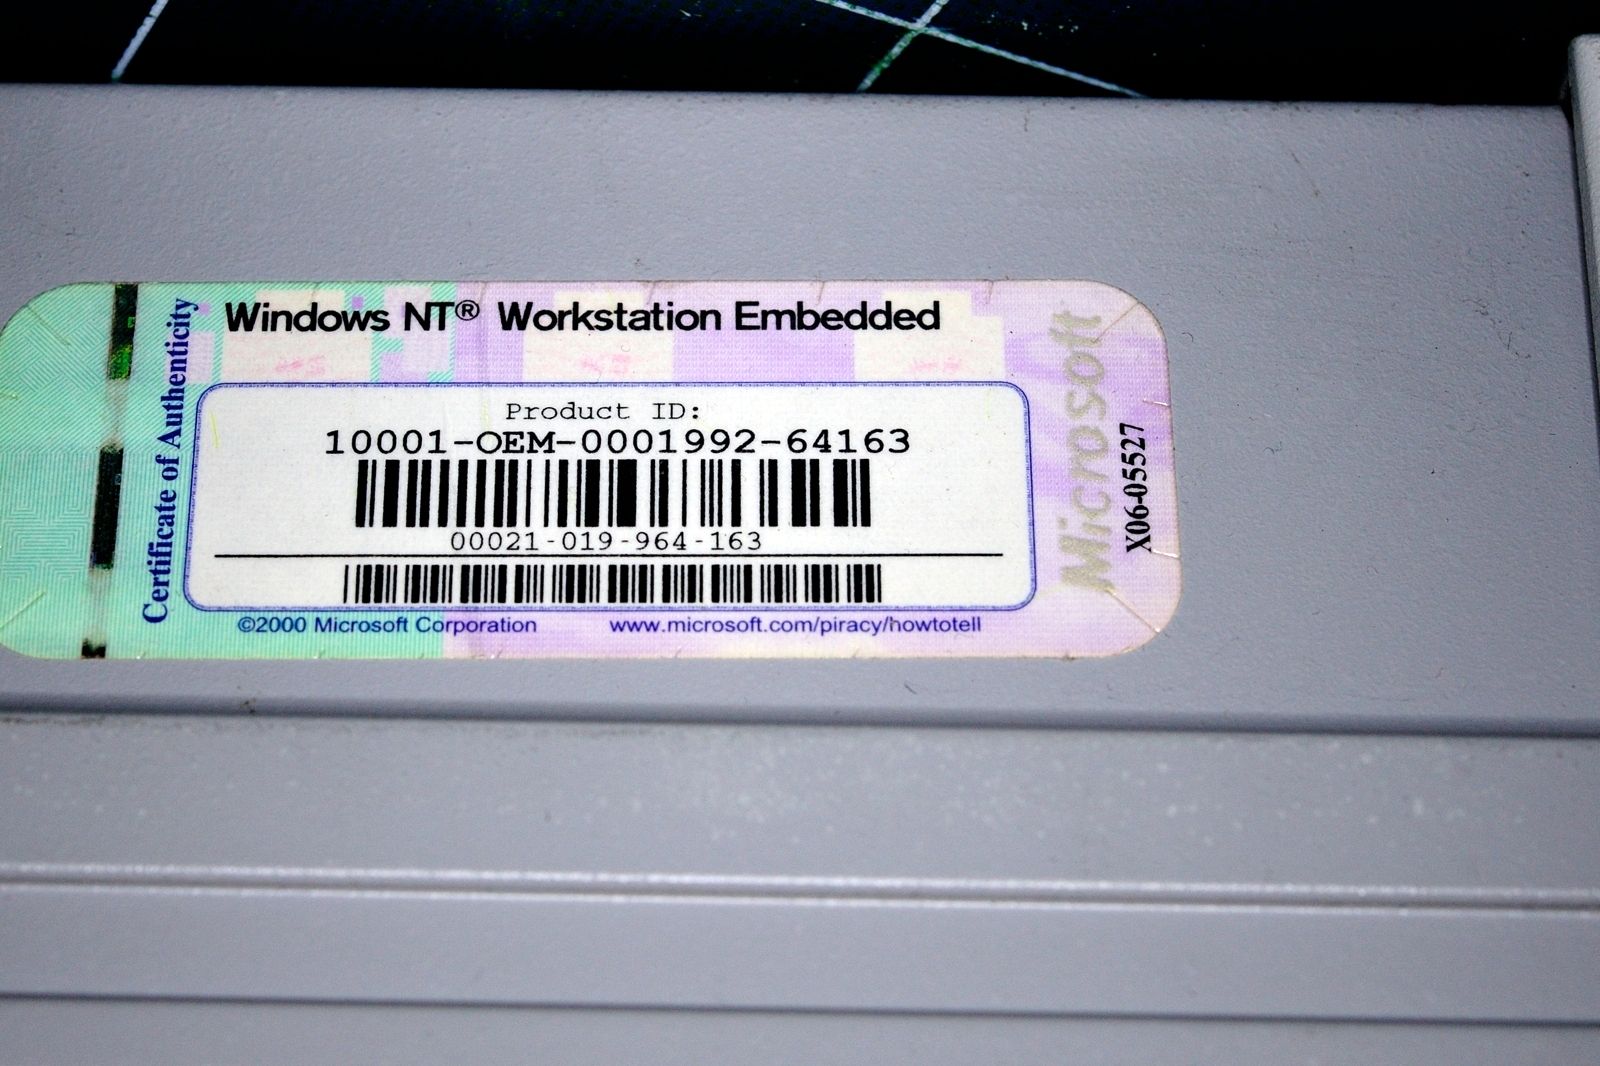 Certificate of Authenticity
Windows NT® Workstation Embedded
Product ID:
10001-OEM-0001992-64163
00021-019-964-163
©2000 Microsoft Corporation www.microsoft.com/piracy/howtotell
Microsoft
X06-05527